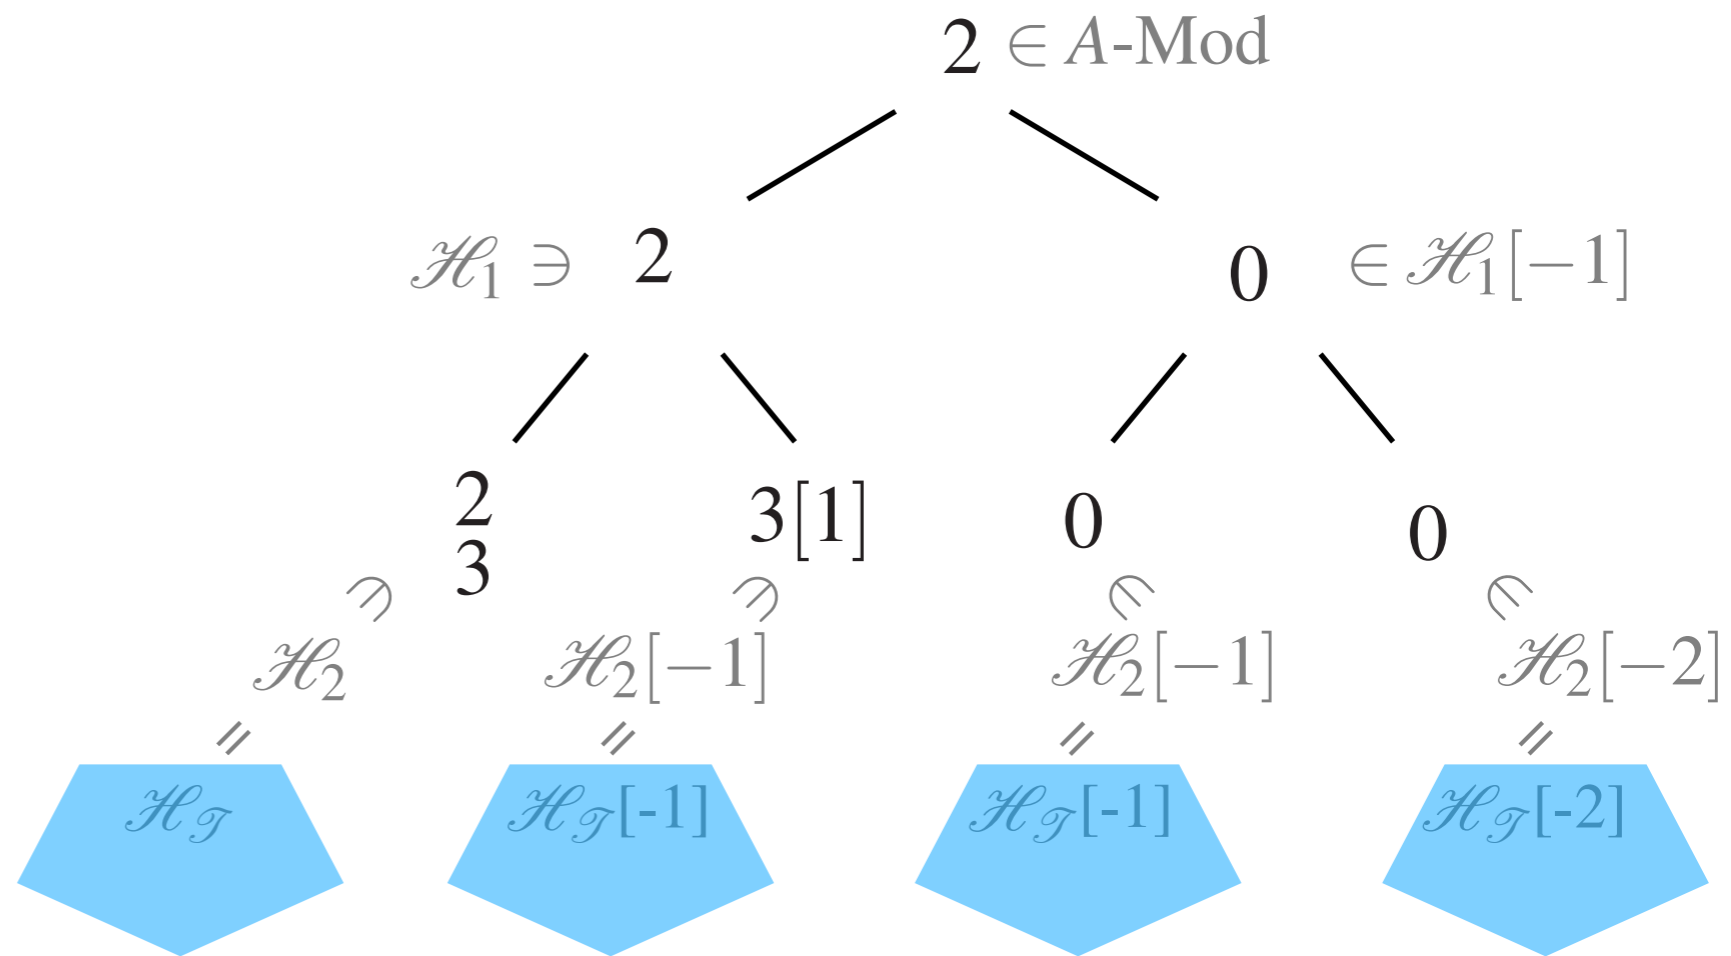 2 ∈ A-Mod
ℋ₁ ∋ 2
0 ∈ ℋ₁[−1]
2
3
3[1]
0
0
∋ ∋ ∈ ∈
ℋ₂ ℋ₂[−1] ℋ₂[−1] ℋ₂[−2]
= = = =
ℋ_𝒯 ℋ_𝒯[-1] ℋ_𝒯[-1] ℋ_𝒯[-2]